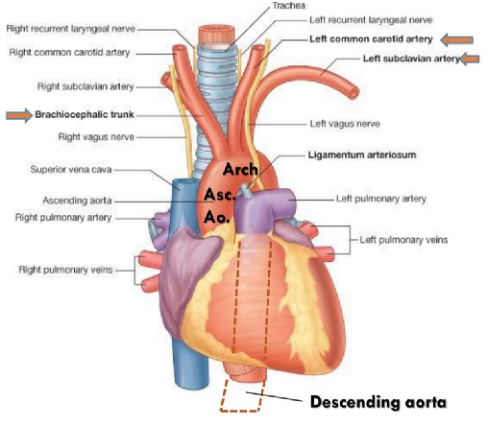 Trachea
Right recurrent laryngeal nerve
Left recurrent laryngeal nerve
Right common carotid artery
Left common carotid artery
Left subclavian artery
Right subclavian artery
Brachiocephalic trunk
Left vagus nerve
Right vagus nerve
Ligamentum arteriosum
Superior vena cava
Arch
Ascending aorta
Asc.
Left pulmonary artery
Right pulmonary artery
Ao.
Left pulmonary veins
Right pulmonary veins
Descending aorta